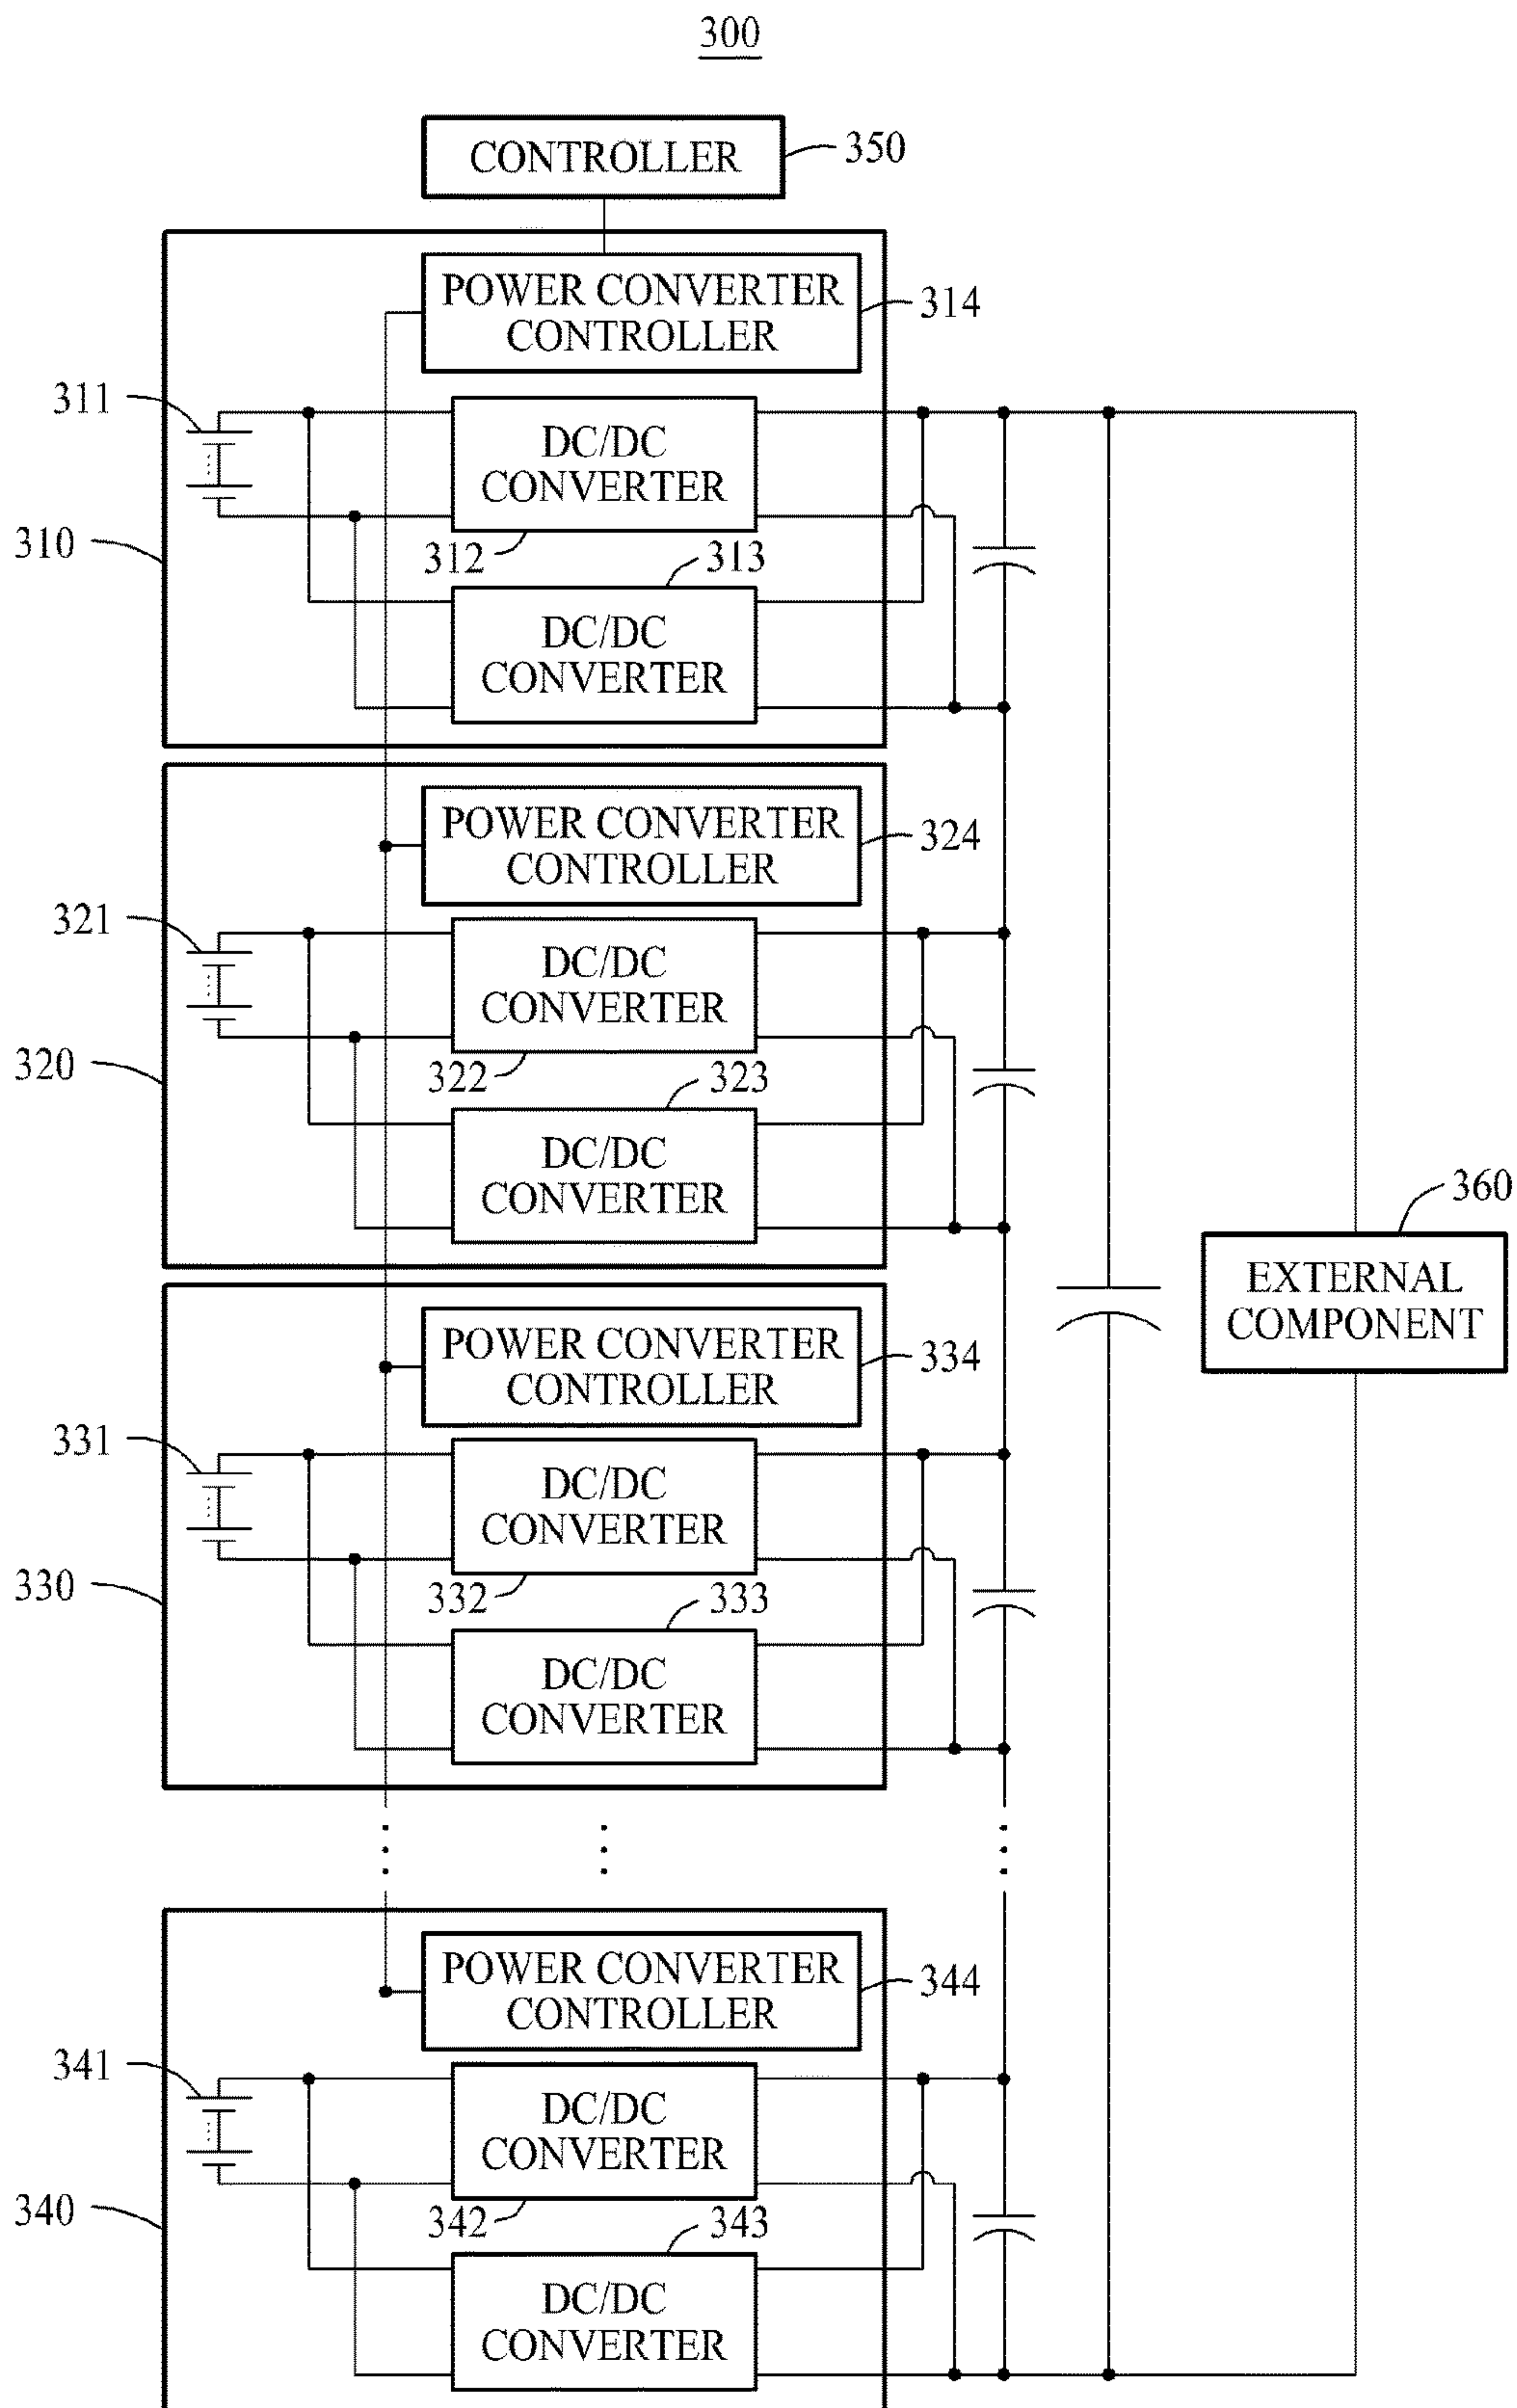 300
CONTROLLER
350
POWER CONVERTER
CONTROLLER
314
311
DC/DC
CONVERTER
312
310
313
DC/DC
CONVERTER
POWER CONVERTER
CONTROLLER
324
321
DC/DC
CONVERTER
322
320
323
DC/DC
CONVERTER
360
EXTERNAL
COMPONENT
POWER CONVERTER
CONTROLLER
334
331
DC/DC
CONVERTER
332
330
333
DC/DC
CONVERTER
POWER CONVERTER
CONTROLLER
344
341
DC/DC
CONVERTER
342
340
343
DC/DC
CONVERTER